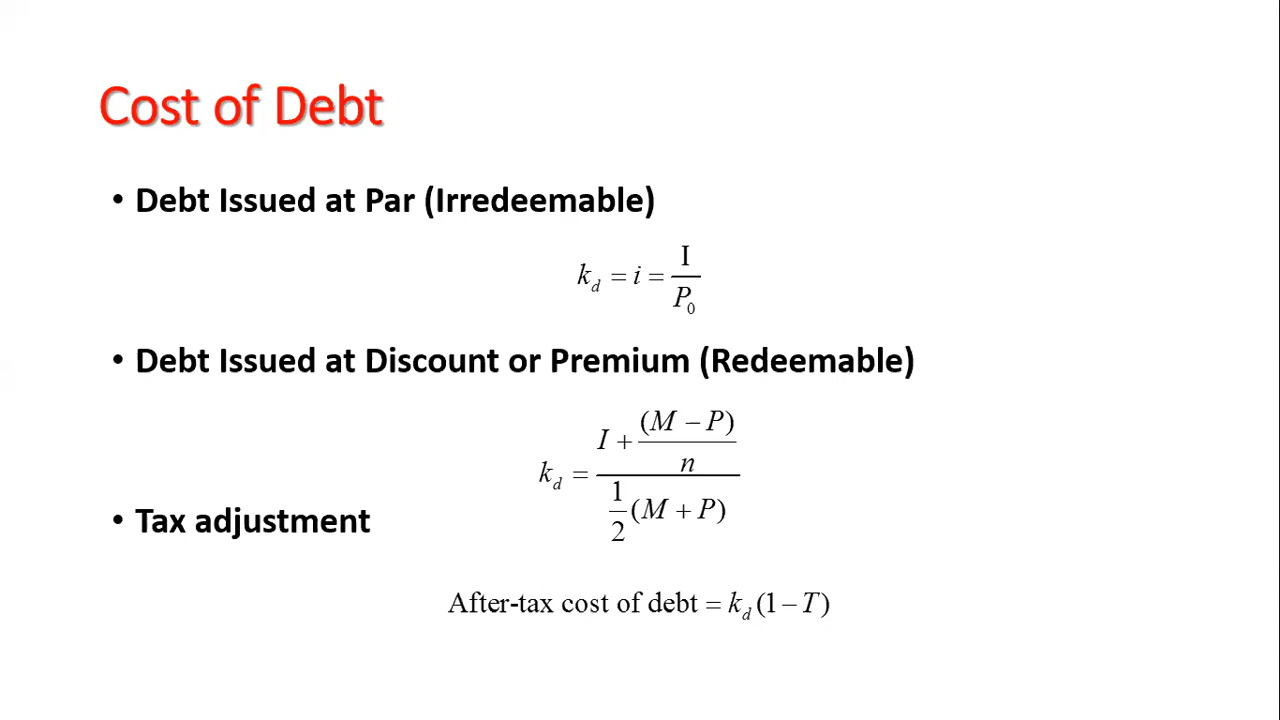 Cost of Debt
• Debt Issued at Par (Irredeemable)
k_d = i = I / P_0
• Debt Issued at Discount or Premium (Redeemable)
k_d = (I + (M − P) / n) / (1/2 (M + P))
• Tax adjustment
After-tax cost of debt = k_d (1 − T)